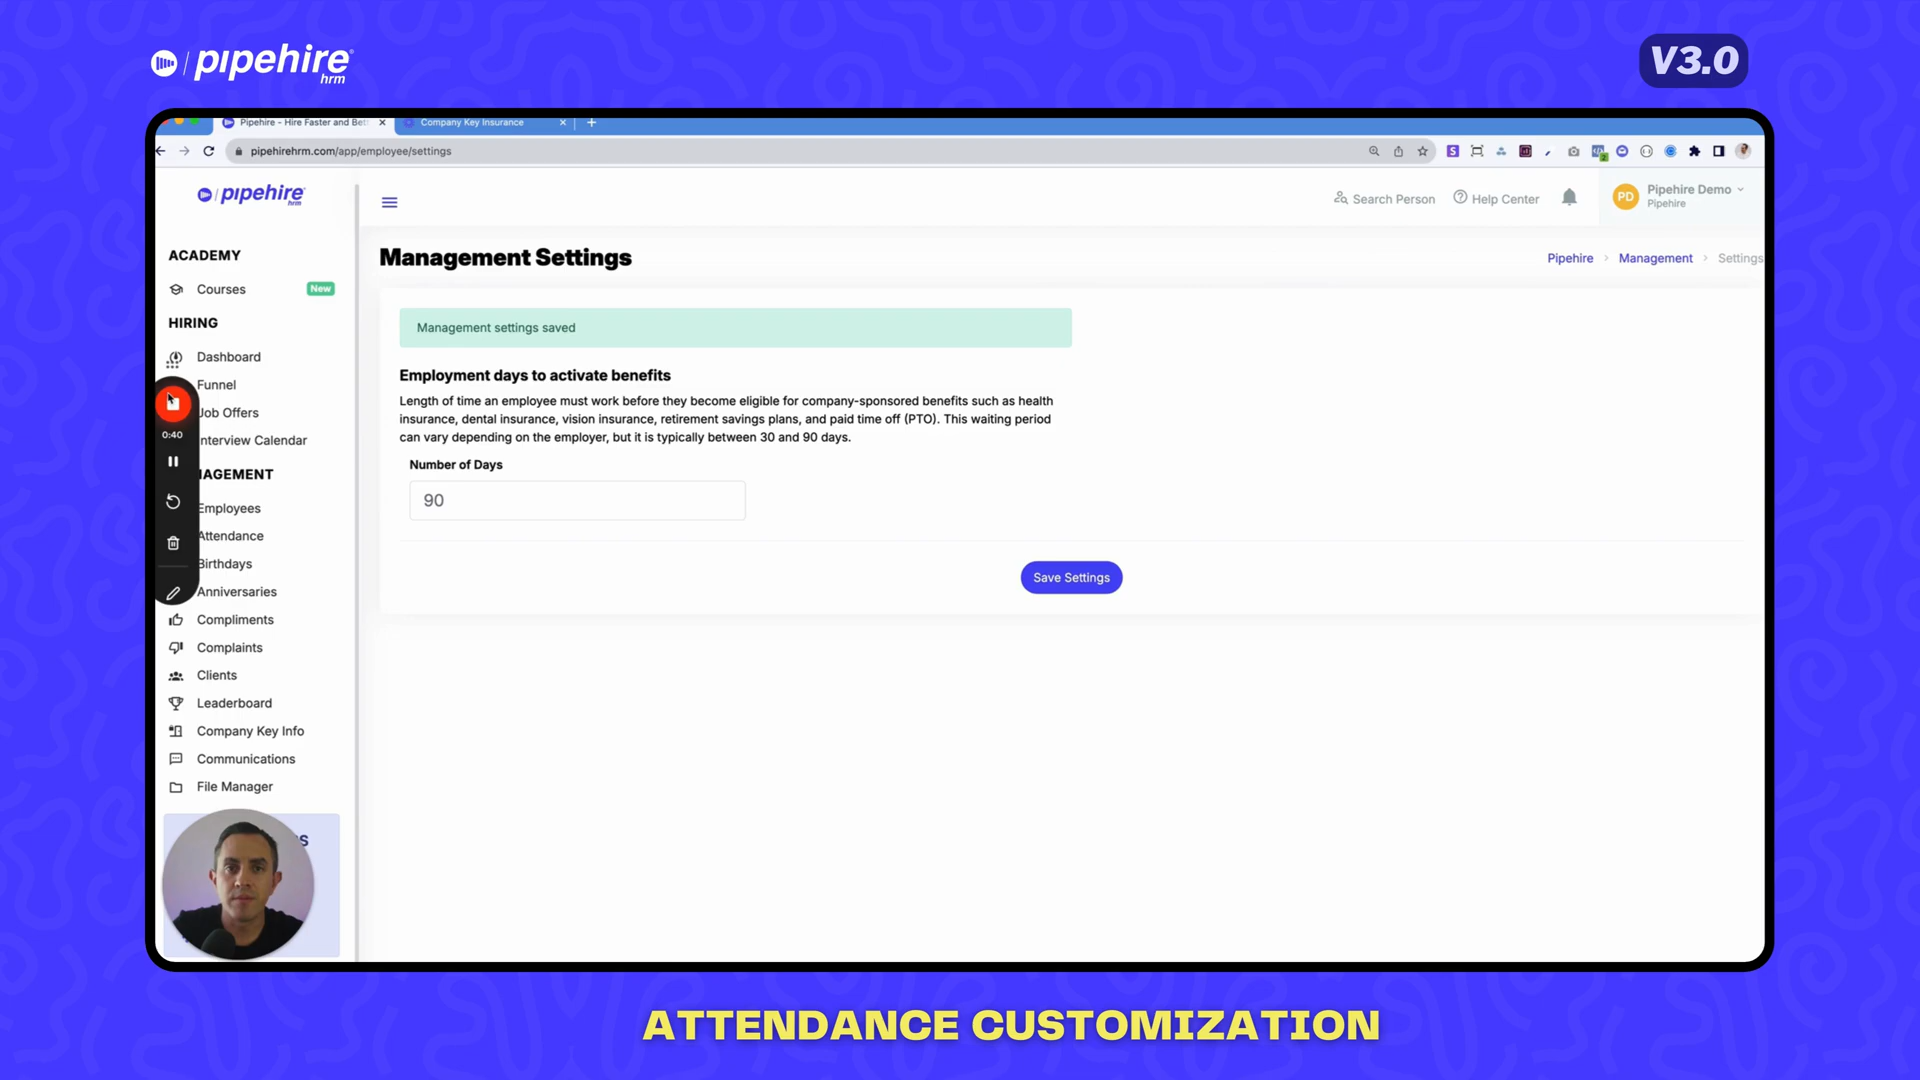 pipehire
hrm
V3.0
Pipehire - Hire Faster and Bet
Company Key Insurance
pipehirehrm.com/app/employee/settings
pipehire
hrm
Search Person
Help Center
PD
Pipehire Demo
Pipehire
Management Settings
Pipehire
Management
Settings
ACADEMY
Courses
New
HIRING
Dashboard
Funnel
Job Offers
Interview Calendar
0:40
NAGEMENT
Employees
Attendance
Birthdays
Anniversaries
Compliments
Complaints
Clients
Leaderboard
Company Key Info
Communications
File Manager
Management settings saved
Employment days to activate benefits
Length of time an employee must work before they become eligible for company-sponsored benefits such as health
insurance, dental insurance, vision insurance, retirement savings plans, and paid time off (PTO). This waiting period
can vary depending on the employer, but it is typically between 30 and 90 days.
Number of Days
90
Save Settings
ATTENDANCE CUSTOMIZATION